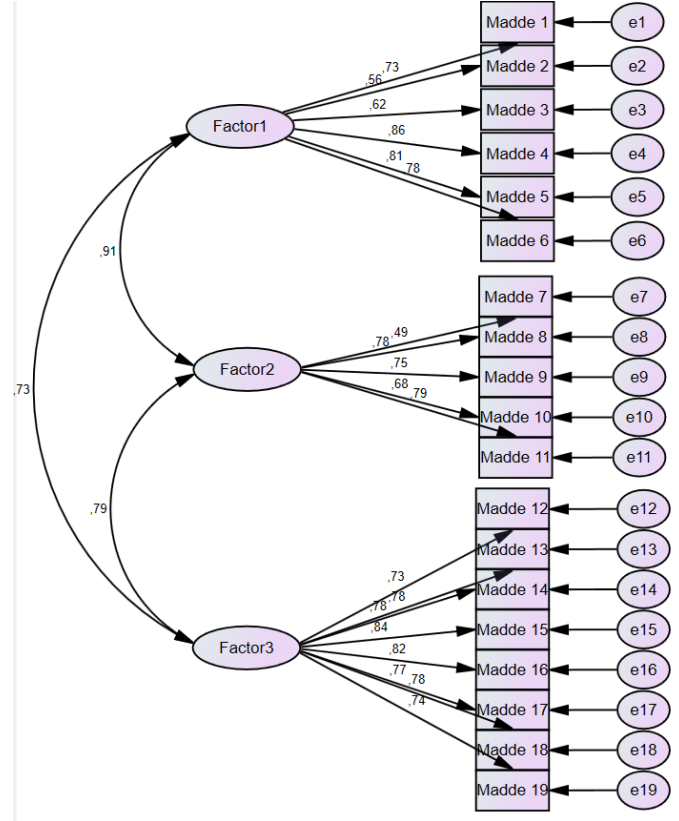 Madde 1
e1
,73
Madde 2
e2
,56
,62
Madde 3
e3
Factor1
,86
Madde 4
e4
,81
,78
Madde 5
e5
Madde 6
e6
,91
Madde 7
e7
,49
,78
Madde 8
e8
,75
Factor2
Madde 9
e9
,68
,79
,73
Madde 10
e10
Madde 11
e11
,79
Madde 12
e12
Madde 13
e13
,73
,78
,78
Madde 14
e14
,84
Madde 15
e15
Factor3
,82
,77
,78
Madde 16
e16
,74
Madde 17
e17
Madde 18
e18
Madde 19
e19